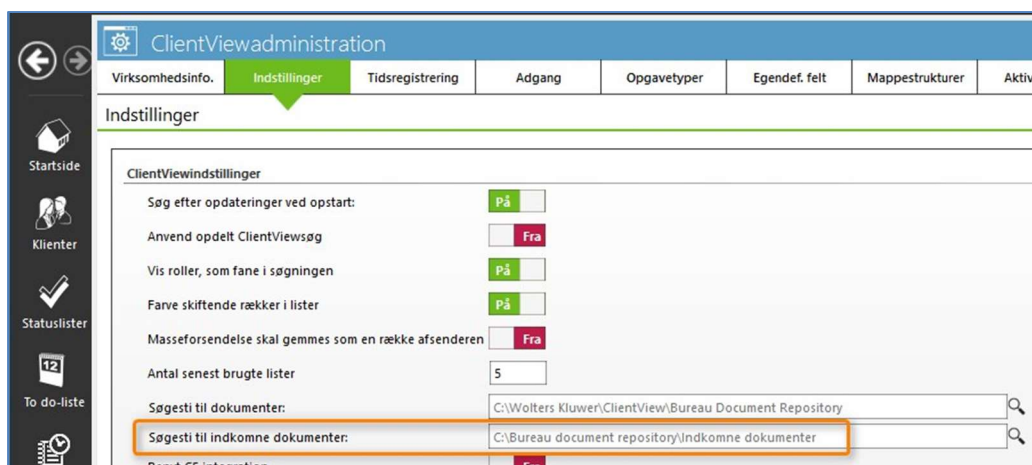 ClientViewadministration
Virksomhedsinfo. Indstillinger Tidsregistrering Adgang Opgavetyper Egendef. felt Mappestrukturer Aktiv
Indstillinger
Startside
Klienter
Statuslister
12
To do-liste
ClientViewindstillinger
Søg efter opdateringer ved opstart: På
Anvend opdelt ClientViewsøg Fra
Vis roller, som fane i søgningen På
Farve skiftende rækker i lister På
Masseforsendelse skal gemmes som en række afsenderen Fra
Antal senest brugte lister 5
Søgesti til dokumenter: C:\Wolters Kluwer\ClientView\Bureau Document Repository
Søgesti til indkomne dokumenter: C:\Bureau document repository\Indkomne dokumenter